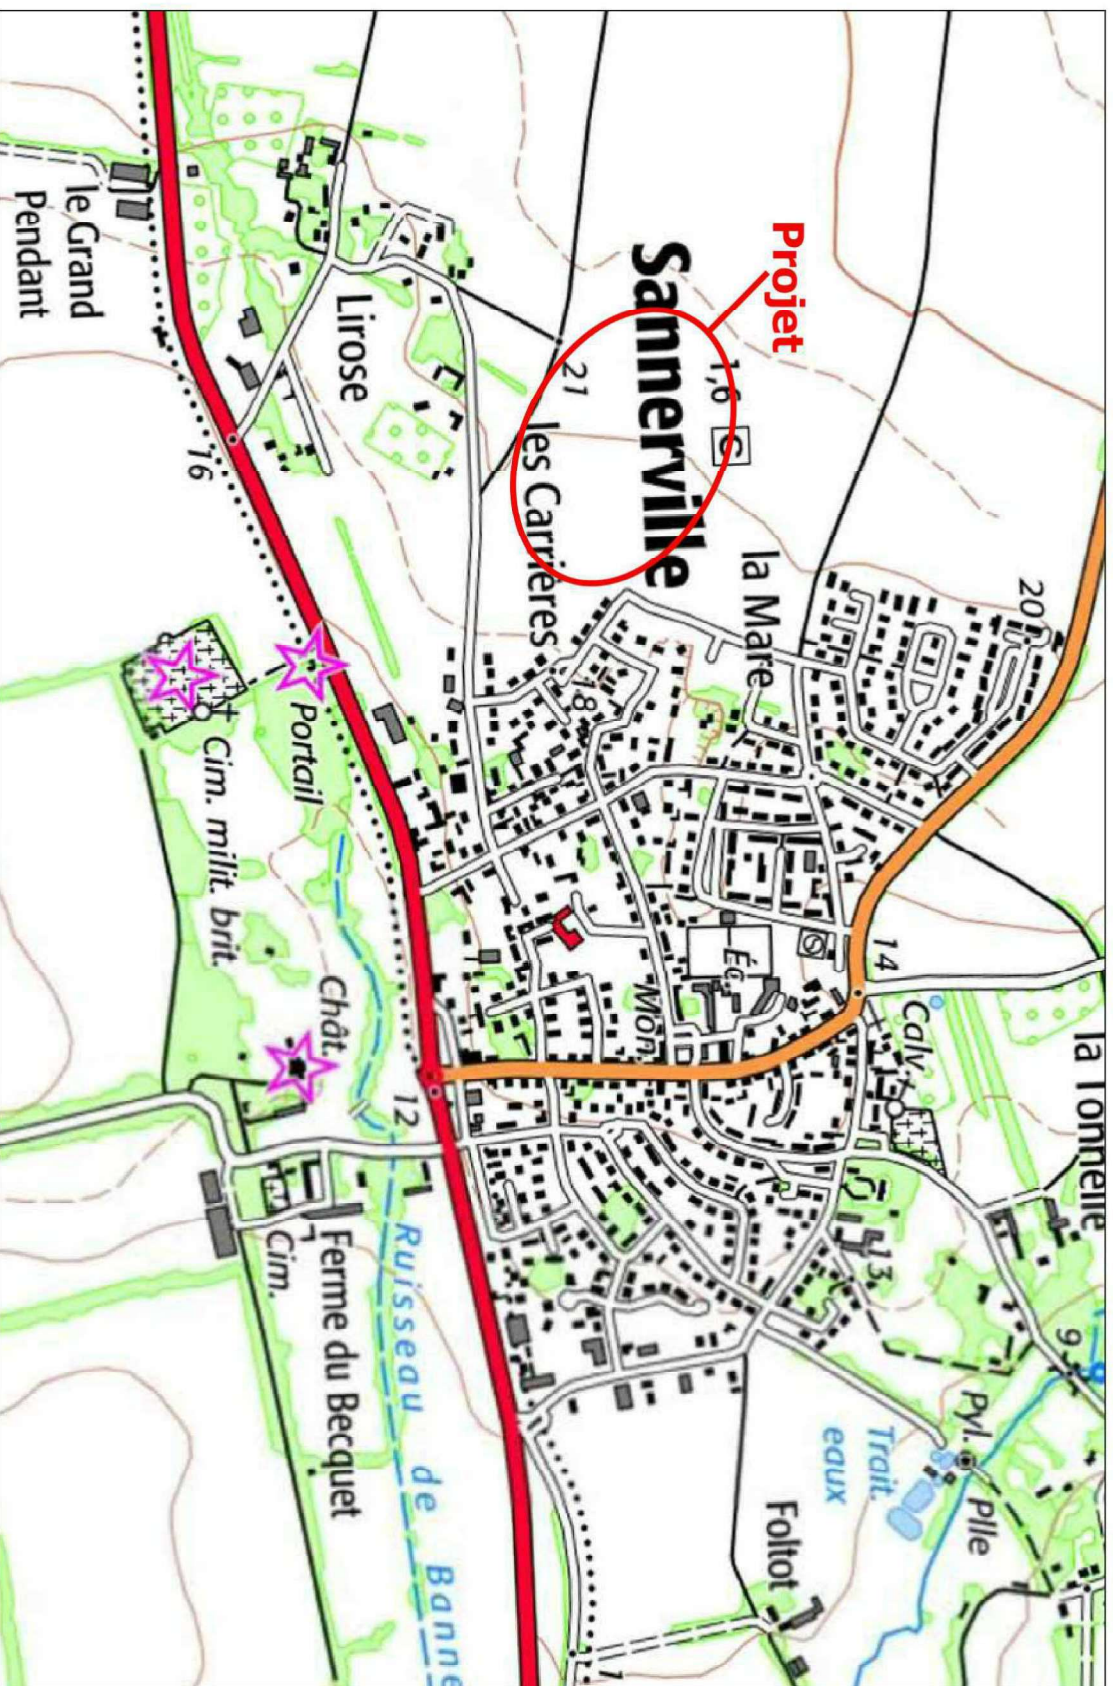 Projet
Sannerville
1,6
C
21
les Carrières
la Mare
20
Lirose
le Grand
Pendant
16
18
Portail
Cim. milit. brit.
Chât.
12
Éc.
Mon.
14
Calv.
la Tonnelle
13
9
Pyl.
Plle
Trait.
eaux
Foltot
Ferme du Becquet
Cim.
Ruisseau de Banne
7